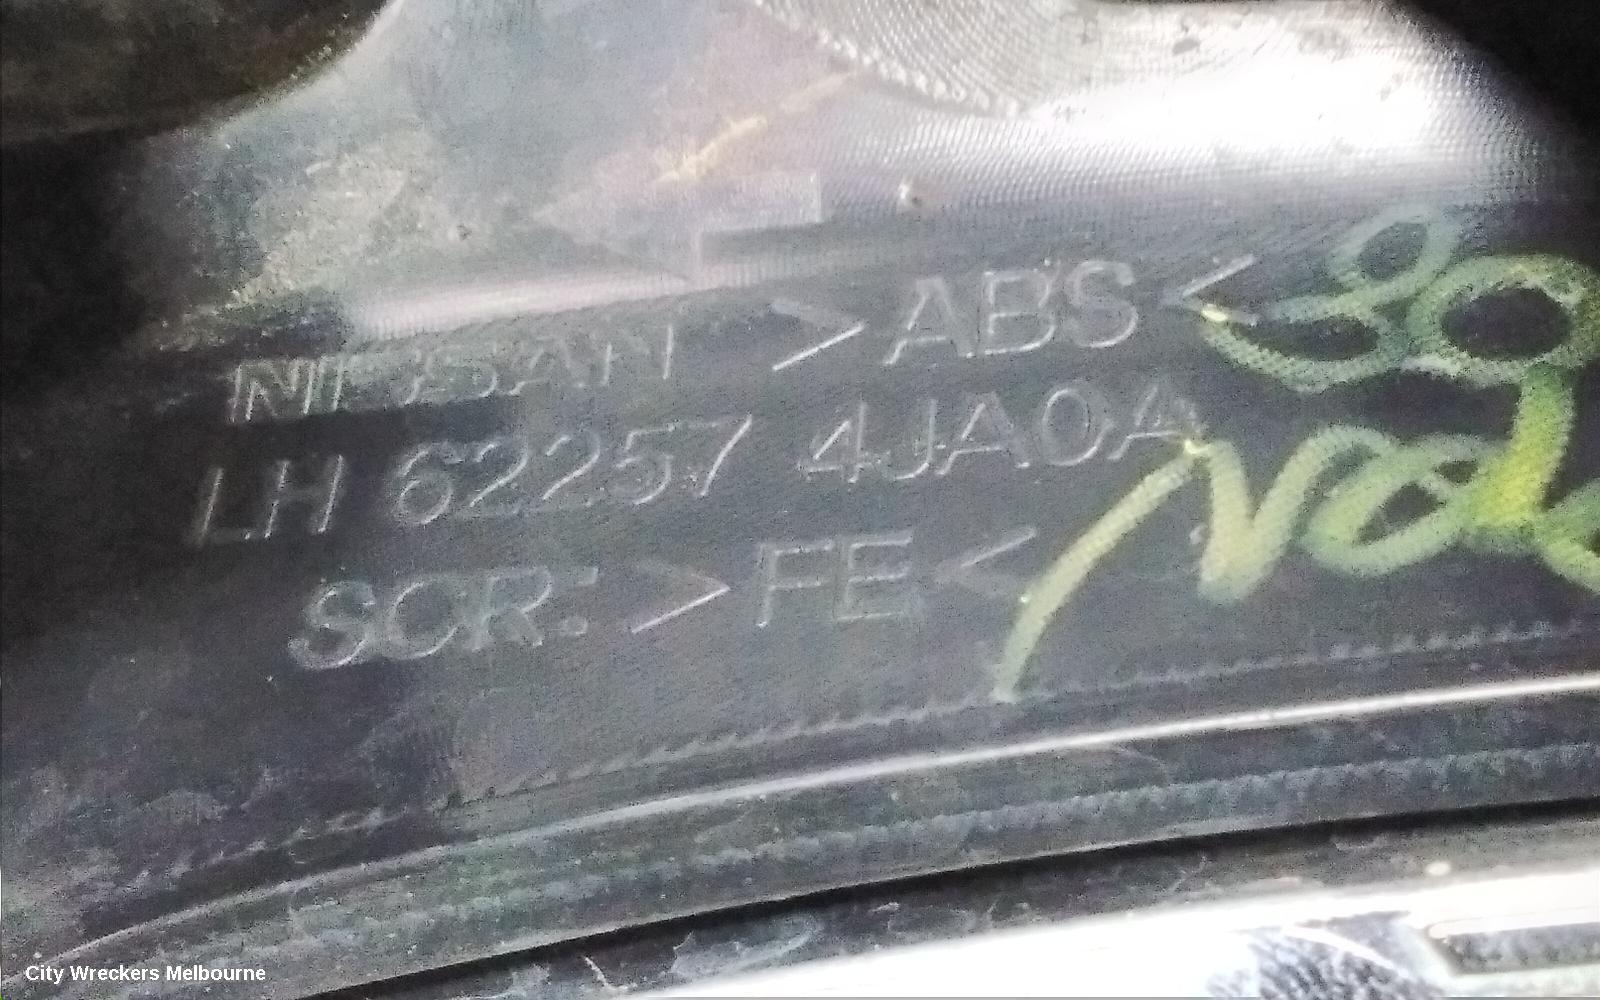 NISSAN >ABS<
LH 62257 4JA0A
SCR: >FE<
City Wreckers Melbourne